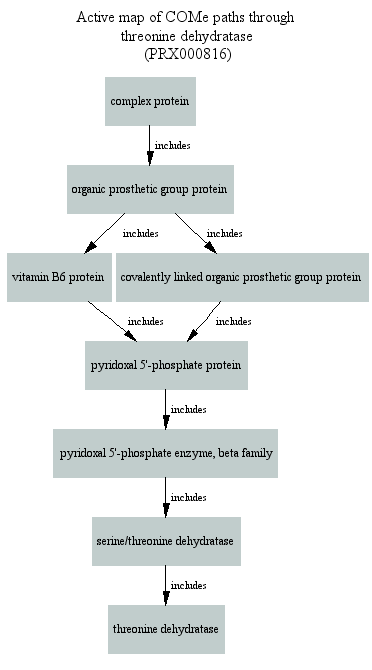 Active map of COMe paths through
threonine dehydratase
(PRX000816)
complex protein
includes
organic prosthetic group protein
includes
includes
vitamin B6 protein
covalently linked organic prosthetic group protein
includes
includes
pyridoxal 5'-phosphate protein
includes
pyridoxal 5'-phosphate enzyme, beta family
includes
serine/threonine dehydratase
includes
threonine dehydratase